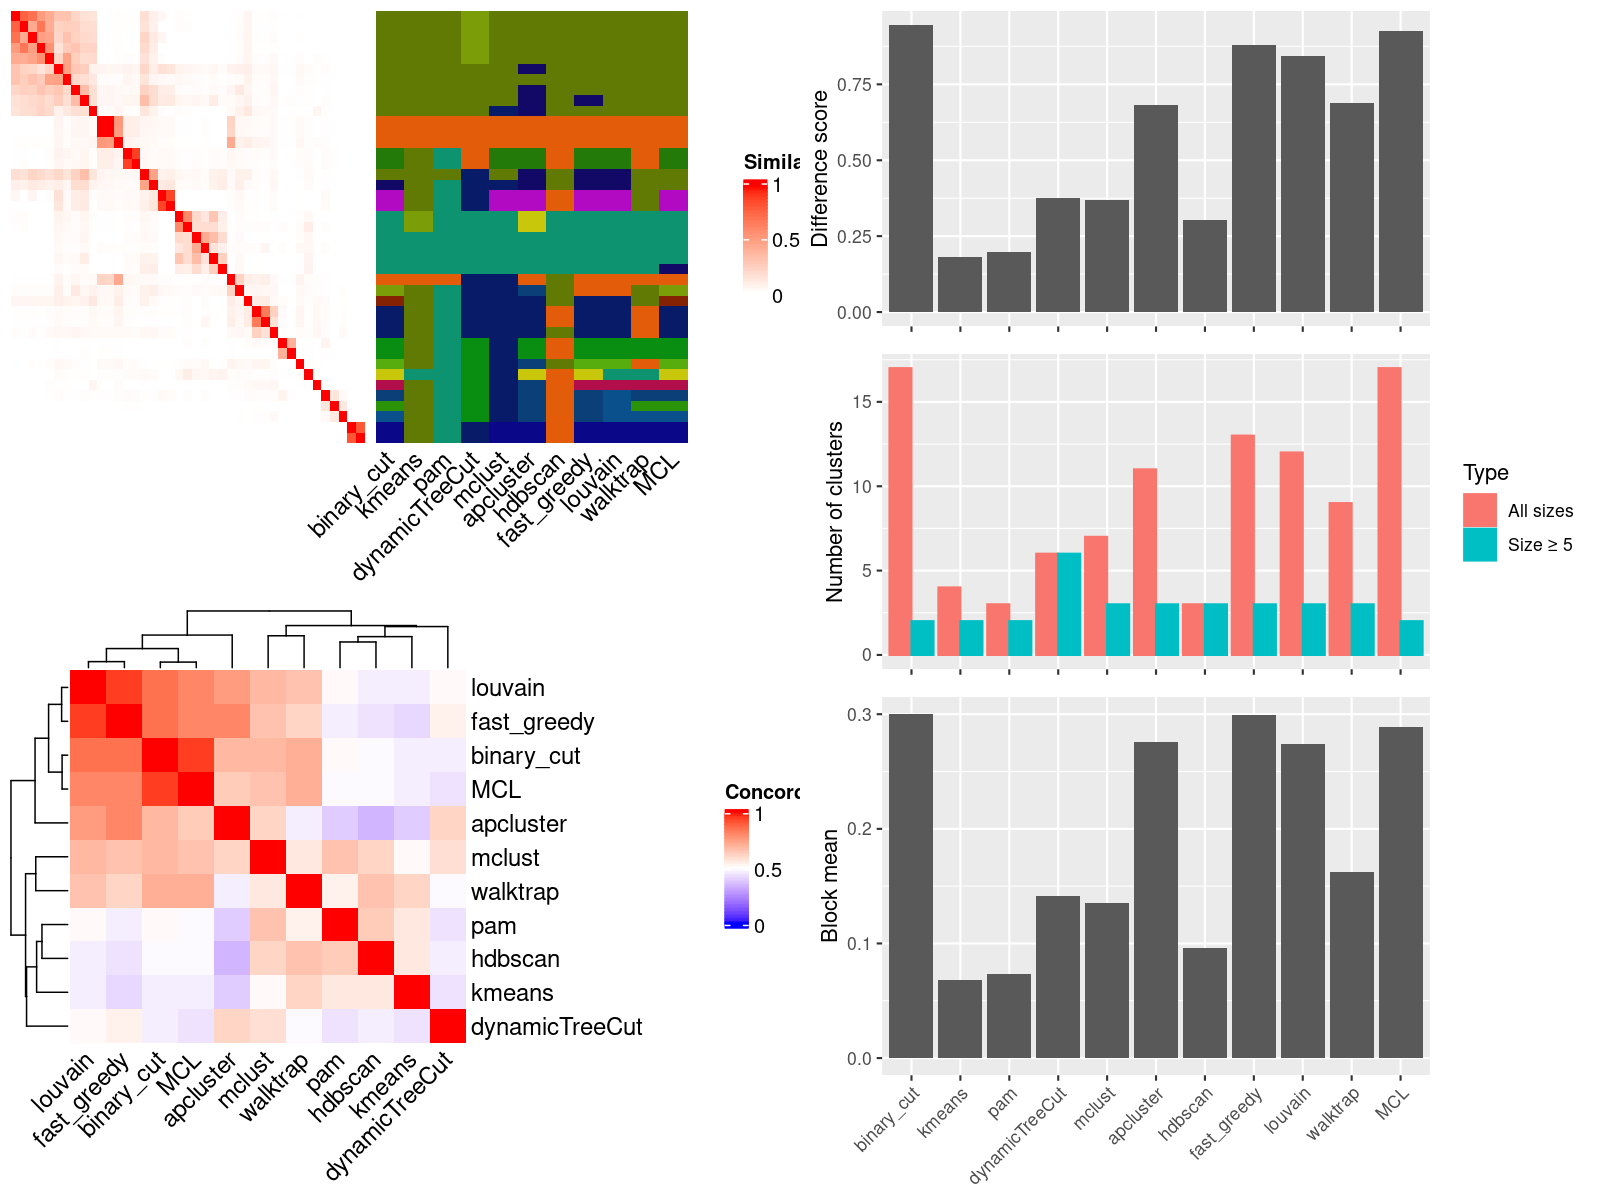 Simila
1
0.5
0
binary_cut
kmeans
pam
dynamicTreeCut
mclust
apcluster
hdbscan
fast_greedy
louvain
walktrap
MCL
Difference score
0.75
0.50
0.25
0.00
Number of clusters
15
10
5
0
Type
All sizes
Size ≥ 5
louvain
fast_greedy
binary_cut
MCL
apcluster
mclust
walktrap
pam
hdbscan
kmeans
dynamicTreeCut
louvain
fast_greedy
binary_cut
MCL
apcluster
mclust
walktrap
pam
hdbscan
kmeans
dynamicTreeCut
Concord
1
0.5
0
Block mean
0.3
0.2
0.1
0.0
binary_cut
kmeans
pam
dynamicTreeCut
mclust
apcluster
hdbscan
fast_greedy
louvain
walktrap
MCL